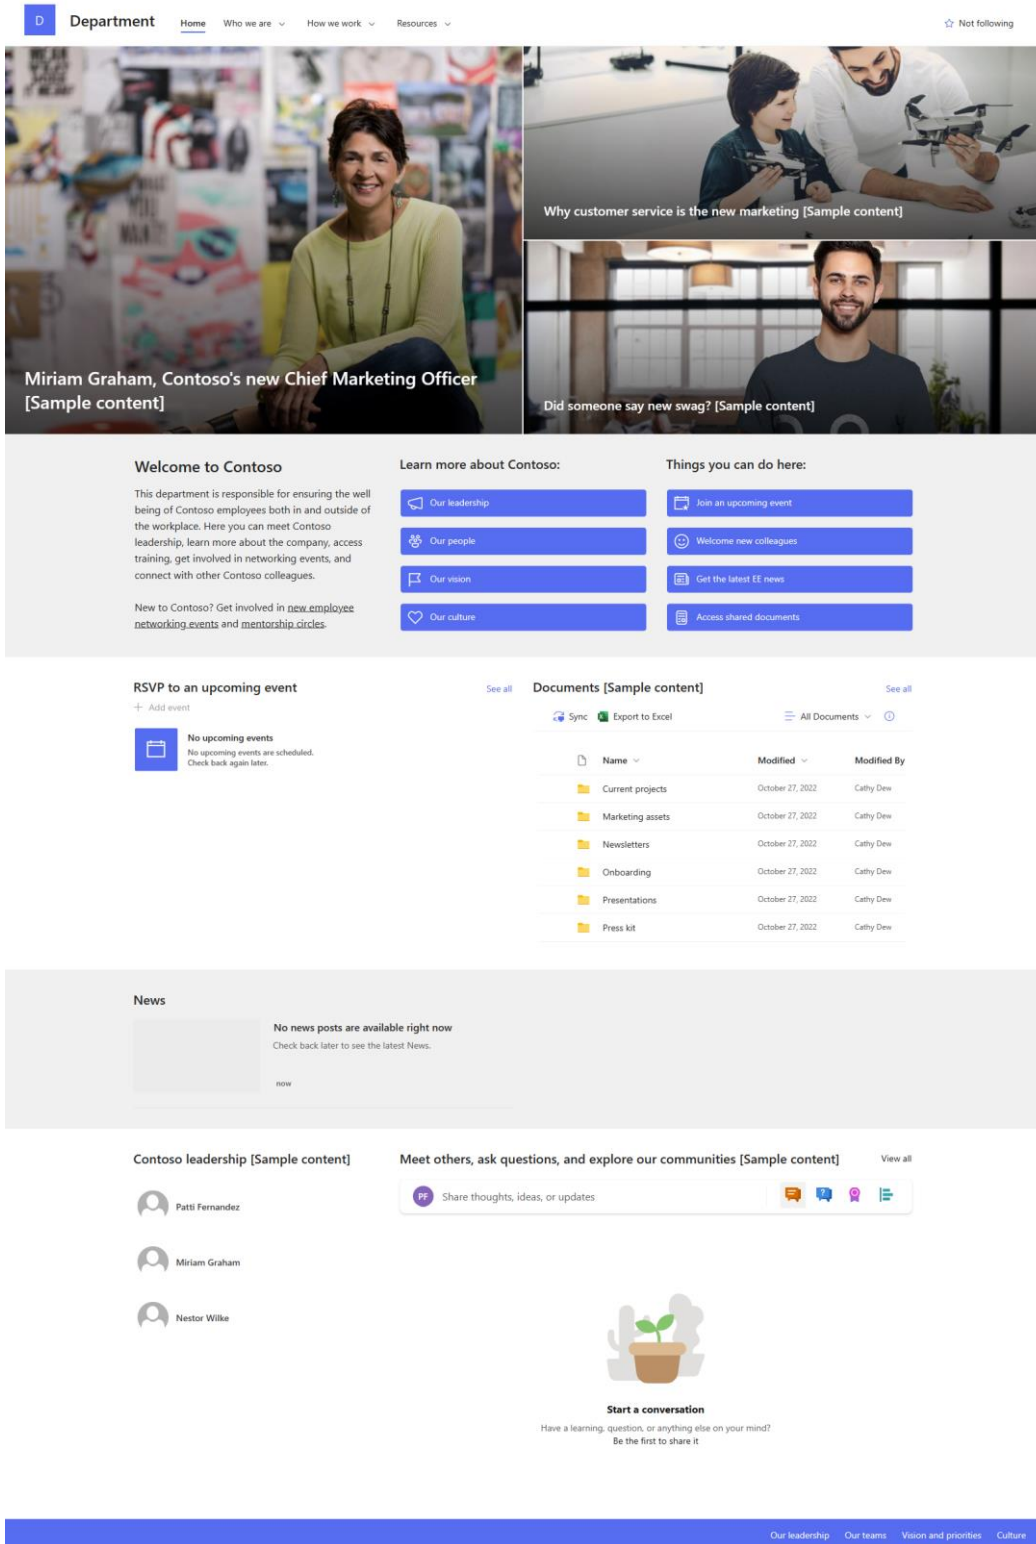 D
Department
Home
Who we are
How we work
Resources
Not following
Why customer service is the new marketing [Sample content]
Miriam Graham, Contoso's new Chief Marketing Officer
[Sample content]
Did someone say new swag? [Sample content]
Welcome to Contoso
This department is responsible for ensuring the well
being of Contoso employees both in and outside of
the workplace. Here you can meet Contoso
leadership, learn more about the company, access
training, get involved in networking events, and
connect with other Contoso colleagues.
New to Contoso? Get involved in new employee
networking events and mentorship circles.
Learn more about Contoso:
Our leadership
Our people
Our vision
Our culture
Things you can do here:
Join an upcoming event
Welcome new colleagues
Get the latest EE news
Access shared documents
RSVP to an upcoming event
See all
+ Add event
No upcoming events
No upcoming events are scheduled.
Check back again later.
Documents [Sample content]
See all
Sync
Export to Excel
All Documents
Name
Modified
Modified By
Current projects October 27, 2022 Cathy Dew
Marketing assets October 27, 2022 Cathy Dew
Newsletters October 27, 2022 Cathy Dew
Onboarding October 27, 2022 Cathy Dew
Presentations October 27, 2022 Cathy Dew
Press kit October 27, 2022 Cathy Dew
News
No news posts are available right now
Check back later to see the latest News.
now
Contoso leadership [Sample content]
Patti Fernandez
Miriam Graham
Nestor Wilke
Meet others, ask questions, and explore our communities [Sample content]
View all
PF
Share thoughts, ideas, or updates
Start a conversation
Have a learning, question, or anything else on your mind?
Be the first to share it
Our leadership
Our teams
Vision and priorities
Culture